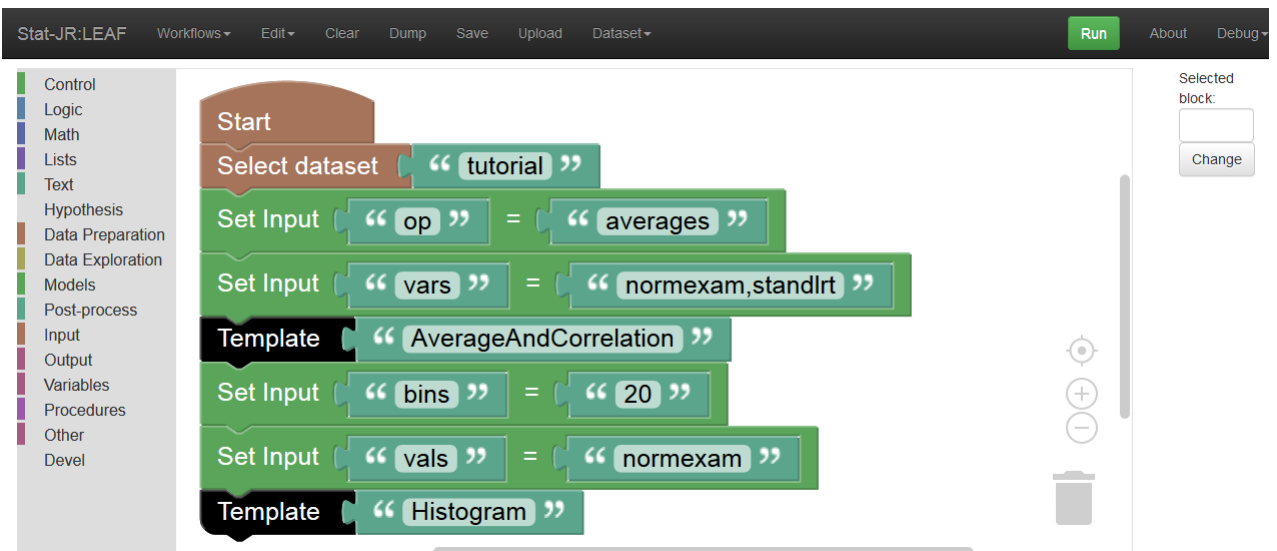 Stat-JR:LEAF Workflows Edit Clear Dump Save Upload Dataset Run About Debug
Control
Logic
Math
Lists
Text
Hypothesis
Data Preparation
Data Exploration
Models
Post-process
Input
Output
Variables
Procedures
Other
Devel
Start
Select dataset “ tutorial ”
Set Input “ op ” = “ averages ”
Set Input “ vars ” = “ normexam,standlrt ”
Template “ AverageAndCorrelation ”
Set Input “ bins ” = “ 20 ”
Set Input “ vals ” = “ normexam ”
Template “ Histogram ”
Selected
block:
Change